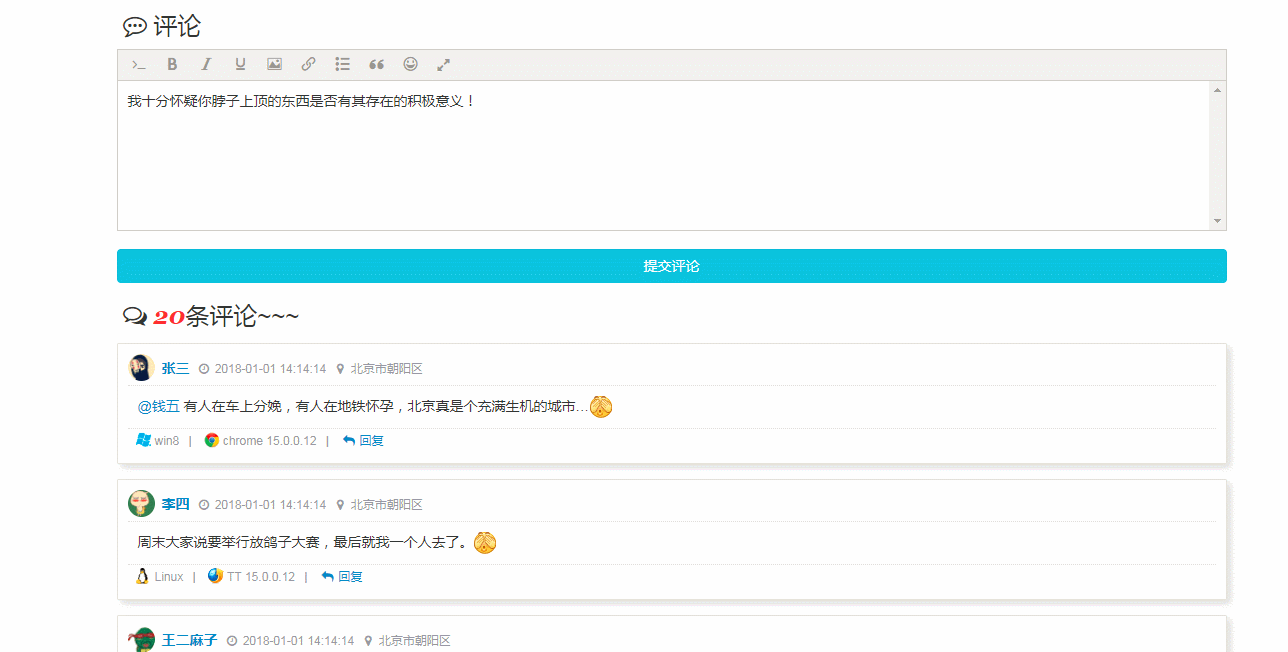 评论
我十分怀疑你脖子上顶的东西是否有其存在的积极意义！
提交评论
20条评论~~~
张三 2018-01-01 14:14:14 北京市朝阳区
@钱五 有人在车上分娩，有人在地铁怀孕，北京真是个充满生机的城市...
win8 | chrome 15.0.0.12 | 回复
李四 2018-01-01 14:14:14 北京市朝阳区
周末大家说要举行放鸽子大赛，最后就我一个人去了。
Linux | TT 15.0.0.12 | 回复
王二麻子 2018-01-01 14:14:14 北京市朝阳区